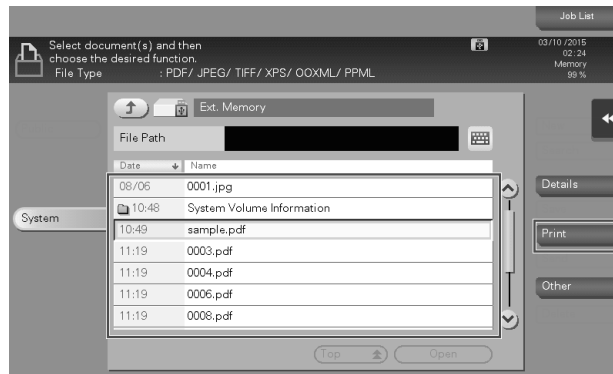 Job List
Select document(s) and then
choose the desired function.
File Type : PDF/ JPEG/ TIFF/ XPS/ OOXML/ PPML
03/10/2015
02:24
Memory
99 %
Ext. Memory
File Path
Date Name
08/06 0001.jpg
10:48 System Volume Information
10:49 sample.pdf
11:19 0003.pdf
11:19 0004.pdf
11:19 0006.pdf
11:19 0008.pdf
System
Details
Print
Other
Top Open